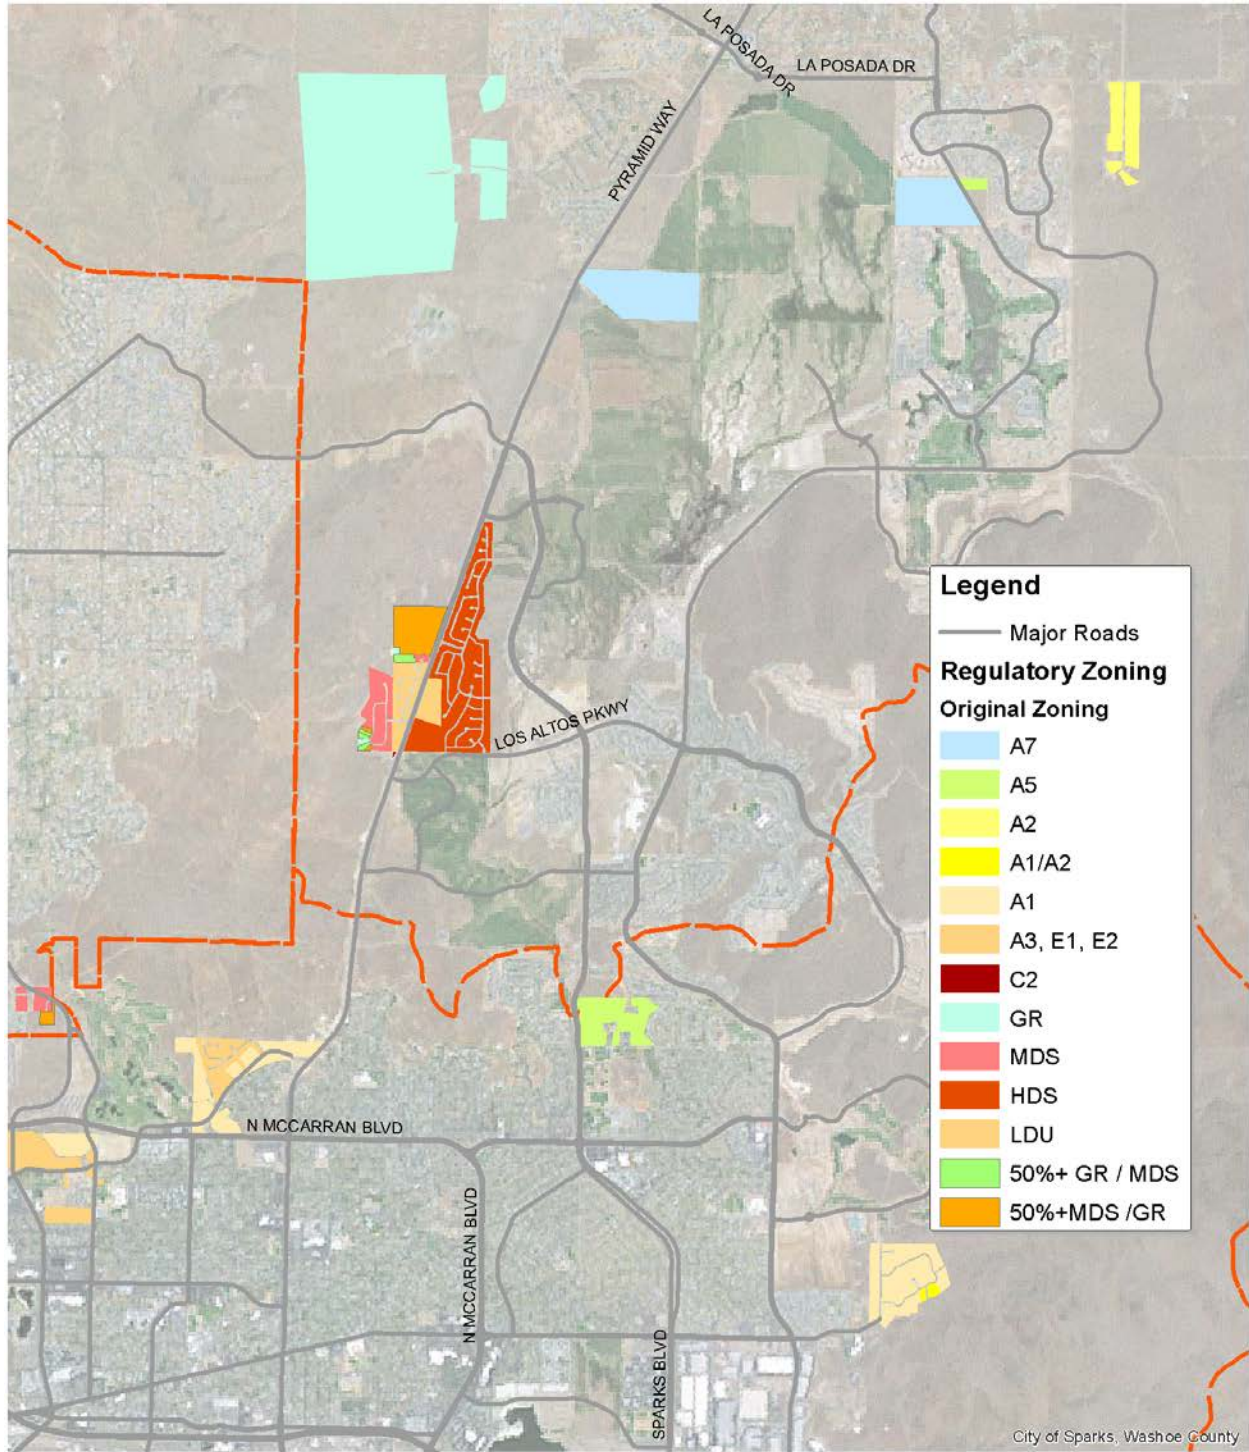 LA POSADA DR
LA POSADA DR
PYRAMID WAY
LOS ALTOS PKWY
Legend
Major Roads
Regulatory Zoning
Original Zoning
A7
A5
A2
A1/A2
A1
A3, E1, E2
C2
GR
MDS
HDS
LDU
50%+ GR / MDS
50%+MDS /GR
N MCCARRAN BLVD
N MCCARRAN BLVD
SPARKS BLVD
City of Sparks, Washoe County